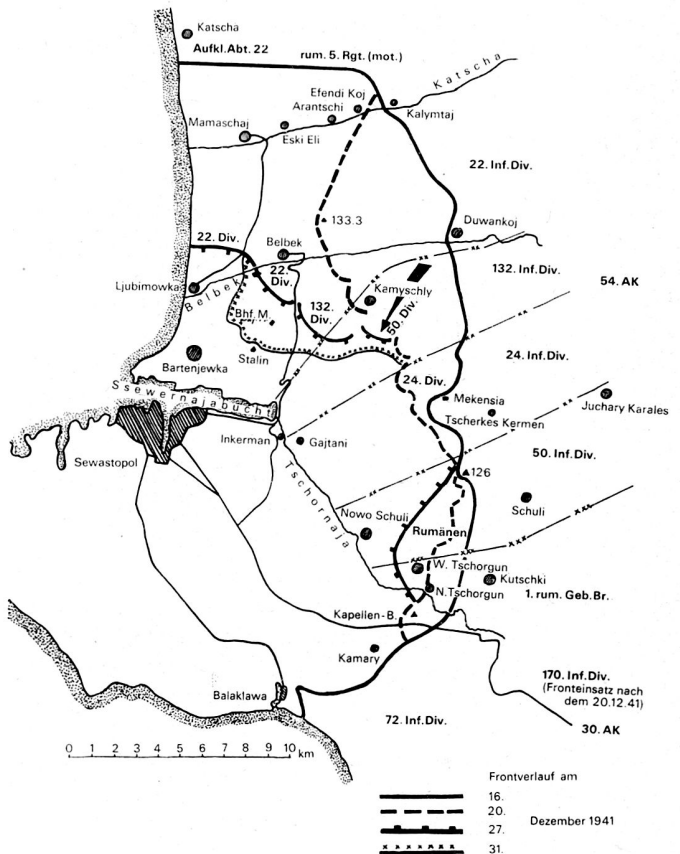 Katscha
Aufkl. Abt. 22
rum. 5. Rgt. (mot.)
Katscha
Efendi Koj
Arantschi
Kalymtaj
Mamaschaj
Eski Eli
22. Inf. Div.
133.3
Duwankoj
22. Div.
Belbek
22.
Div.
132. Inf. Div.
54. AK
Ljubimowka
Belbek
Kamyschly
132.
Div.
50. Div.
Bhf. M.
Stalin
Bartenjewka
24. Inf. Div.
24. Div.
Ssewernajabucht
Mekensia
Juchary Karales
Tscherkes Kermen
Inkerman
Gajtani
50. Inf. Div.
Sewastopol
126
Tschornaja
Schuli
Nowo Schuli
Rumänen
W. Tschorgun
Kutschki
N. Tschorgun
1. rum. Geb. Br.
Kapellen-B.
Kamary
170. Inf. Div.
(Fronteinsatz nach
dem 20.12.41)
Balaklawa
72. Inf. Div.
30. AK
0 1 2 3 4 5 6 7 8 9 10 km
Frontverlauf am
16.
20.
Dezember 1941
27.
31.